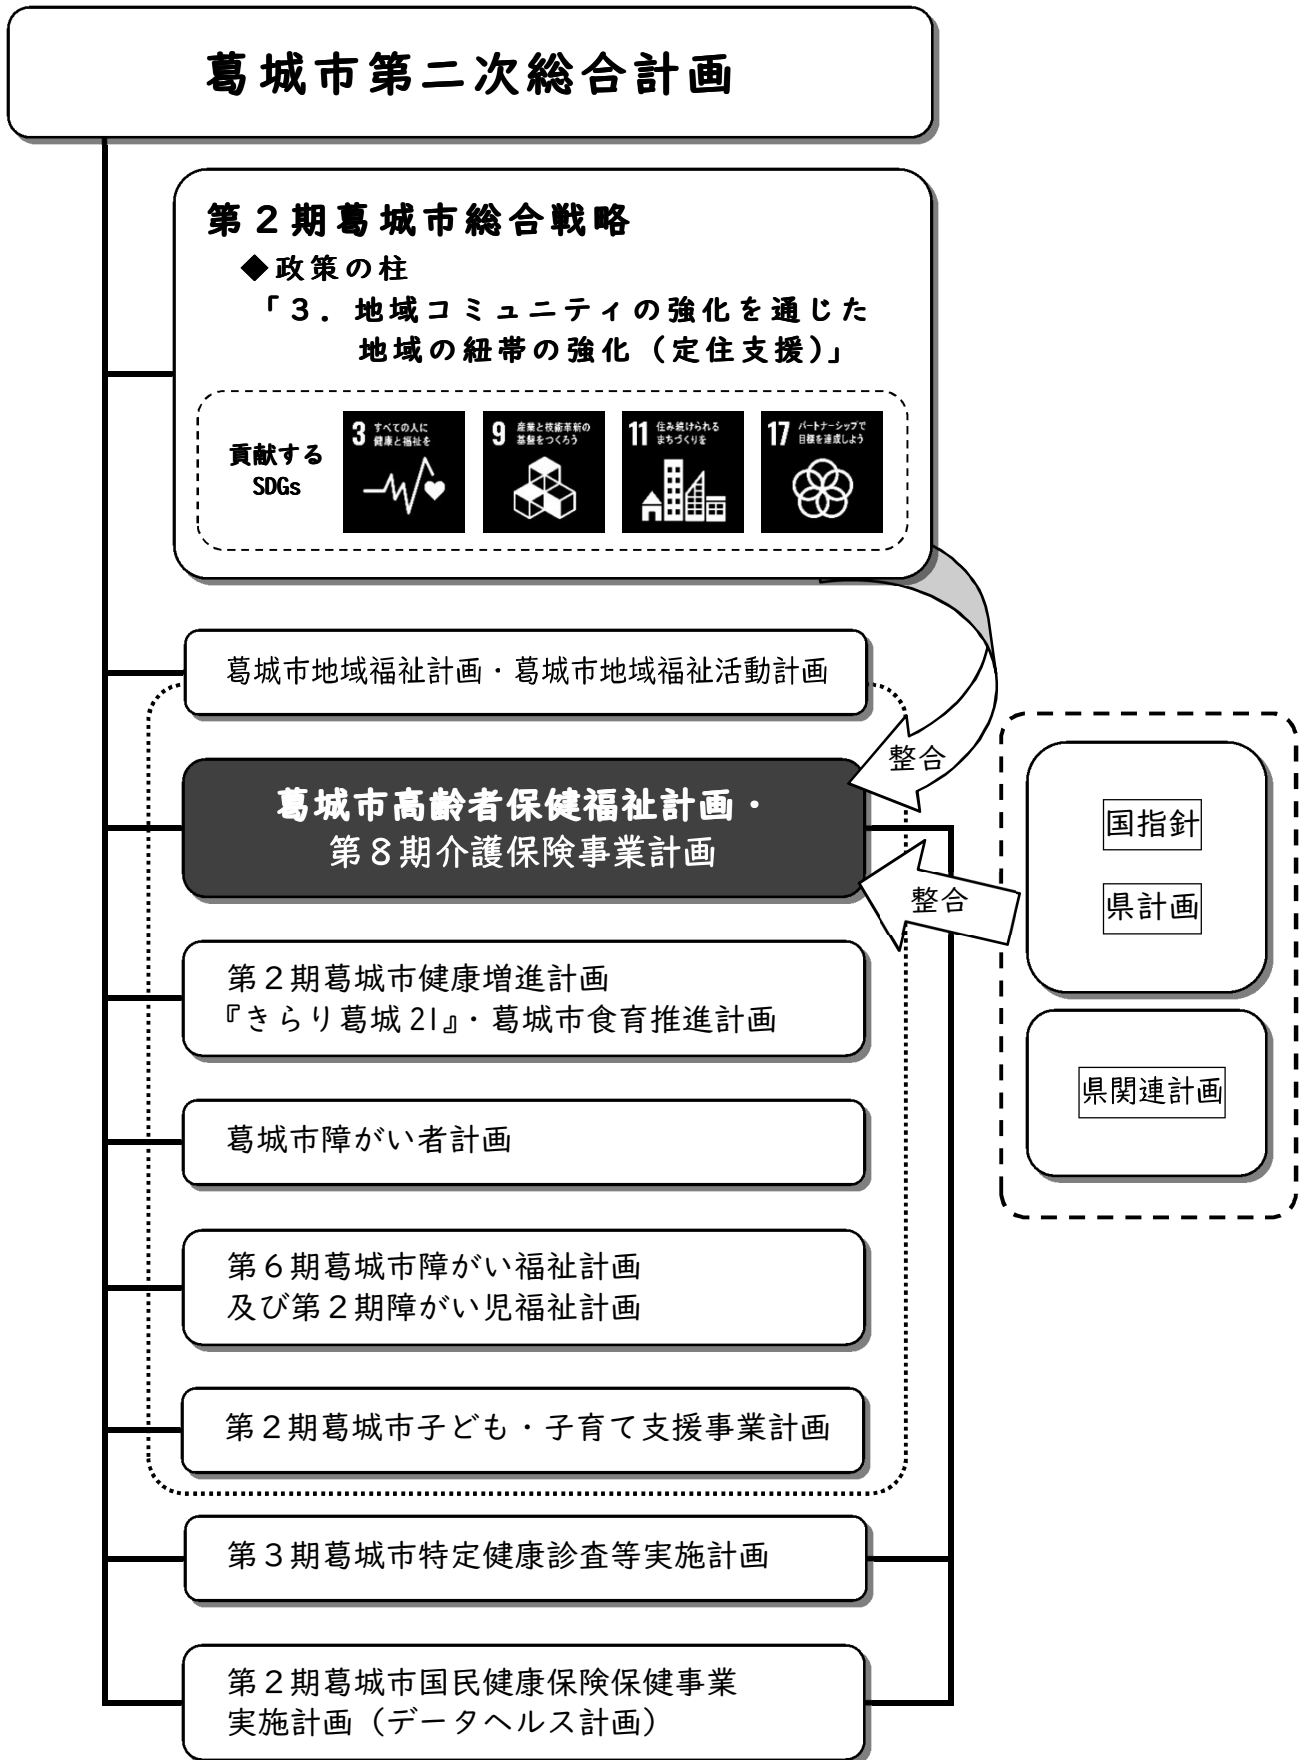 葛城市第二次総合計画
第２期葛城市総合戦略
◆政策の柱
「３．地域コミュニティの強化を通じた
地域の紐帯の強化（定住支援）」
貢献する
SDGs
3 すべての人に
健康と福祉を
9 産業と技術革新の
基盤をつくろう
11 住み続けられる
まちづくりを
17 パートナーシップで
目標を達成しよう
葛城市地域福祉計画・葛城市地域福祉活動計画
整合
葛城市高齢者保健福祉計画・
第８期介護保険事業計画
整合
国指針
県計画
第２期葛城市健康増進計画
『きらり葛城21』・葛城市食育推進計画
県関連計画
葛城市障がい者計画
第６期葛城市障がい福祉計画
及び第２期障がい児福祉計画
第２期葛城市子ども・子育て支援事業計画
第３期葛城市特定健康診査等実施計画
第２期葛城市国民健康保険保健事業
実施計画（データヘルス計画）